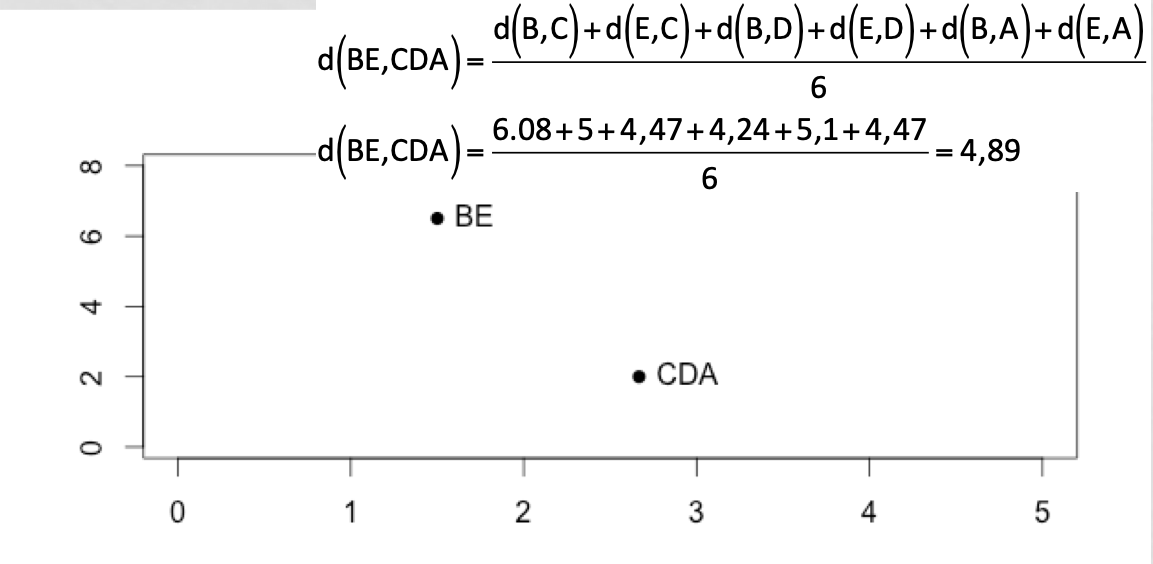 d(BE,CDA) = d(B,C)+d(E,C)+d(B,D)+d(E,D)+d(B,A)+d(E,A) / 6
d(BE,CDA) = 6.08+5+4,47+4,24+5,1+4,47 / 6 = 4,89
8
BE
6
4
CDA
2
0
0 1 2 3 4 5